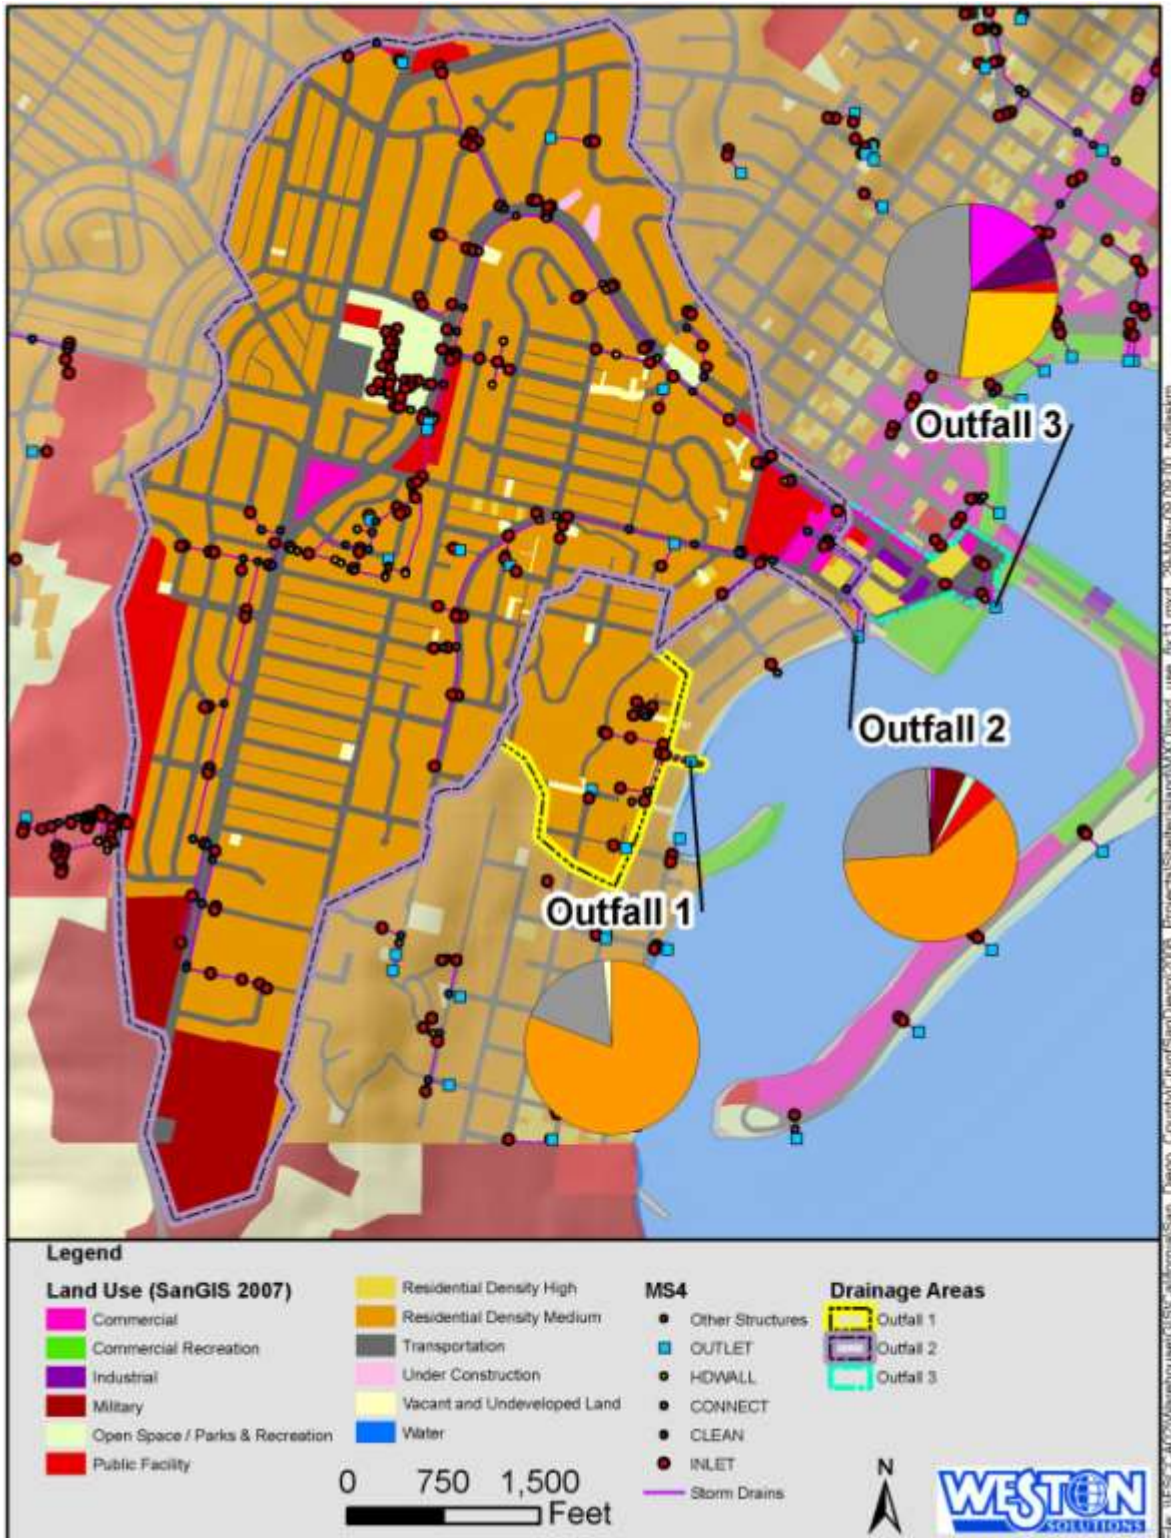 Outfall 3
Outfall 2
Outfall 1
Legend
Land Use (SanGIS 2007)
Commercial
Commercial Recreation
Industrial
Military
Open Space / Parks & Recreation
Public Facility
Residential Density High
Residential Density Medium
Transportation
Under Construction
Vacant and Undeveloped Land
Water
0 750 1,500
Feet
MS4
Other Structures
OUTLET
HDWALL
CONNECT
CLEAN
INLET
Storm Drains
Drainage Areas
Outfall 1
Outfall 2
Outfall 3
N
WESTON
SOLUTIONS